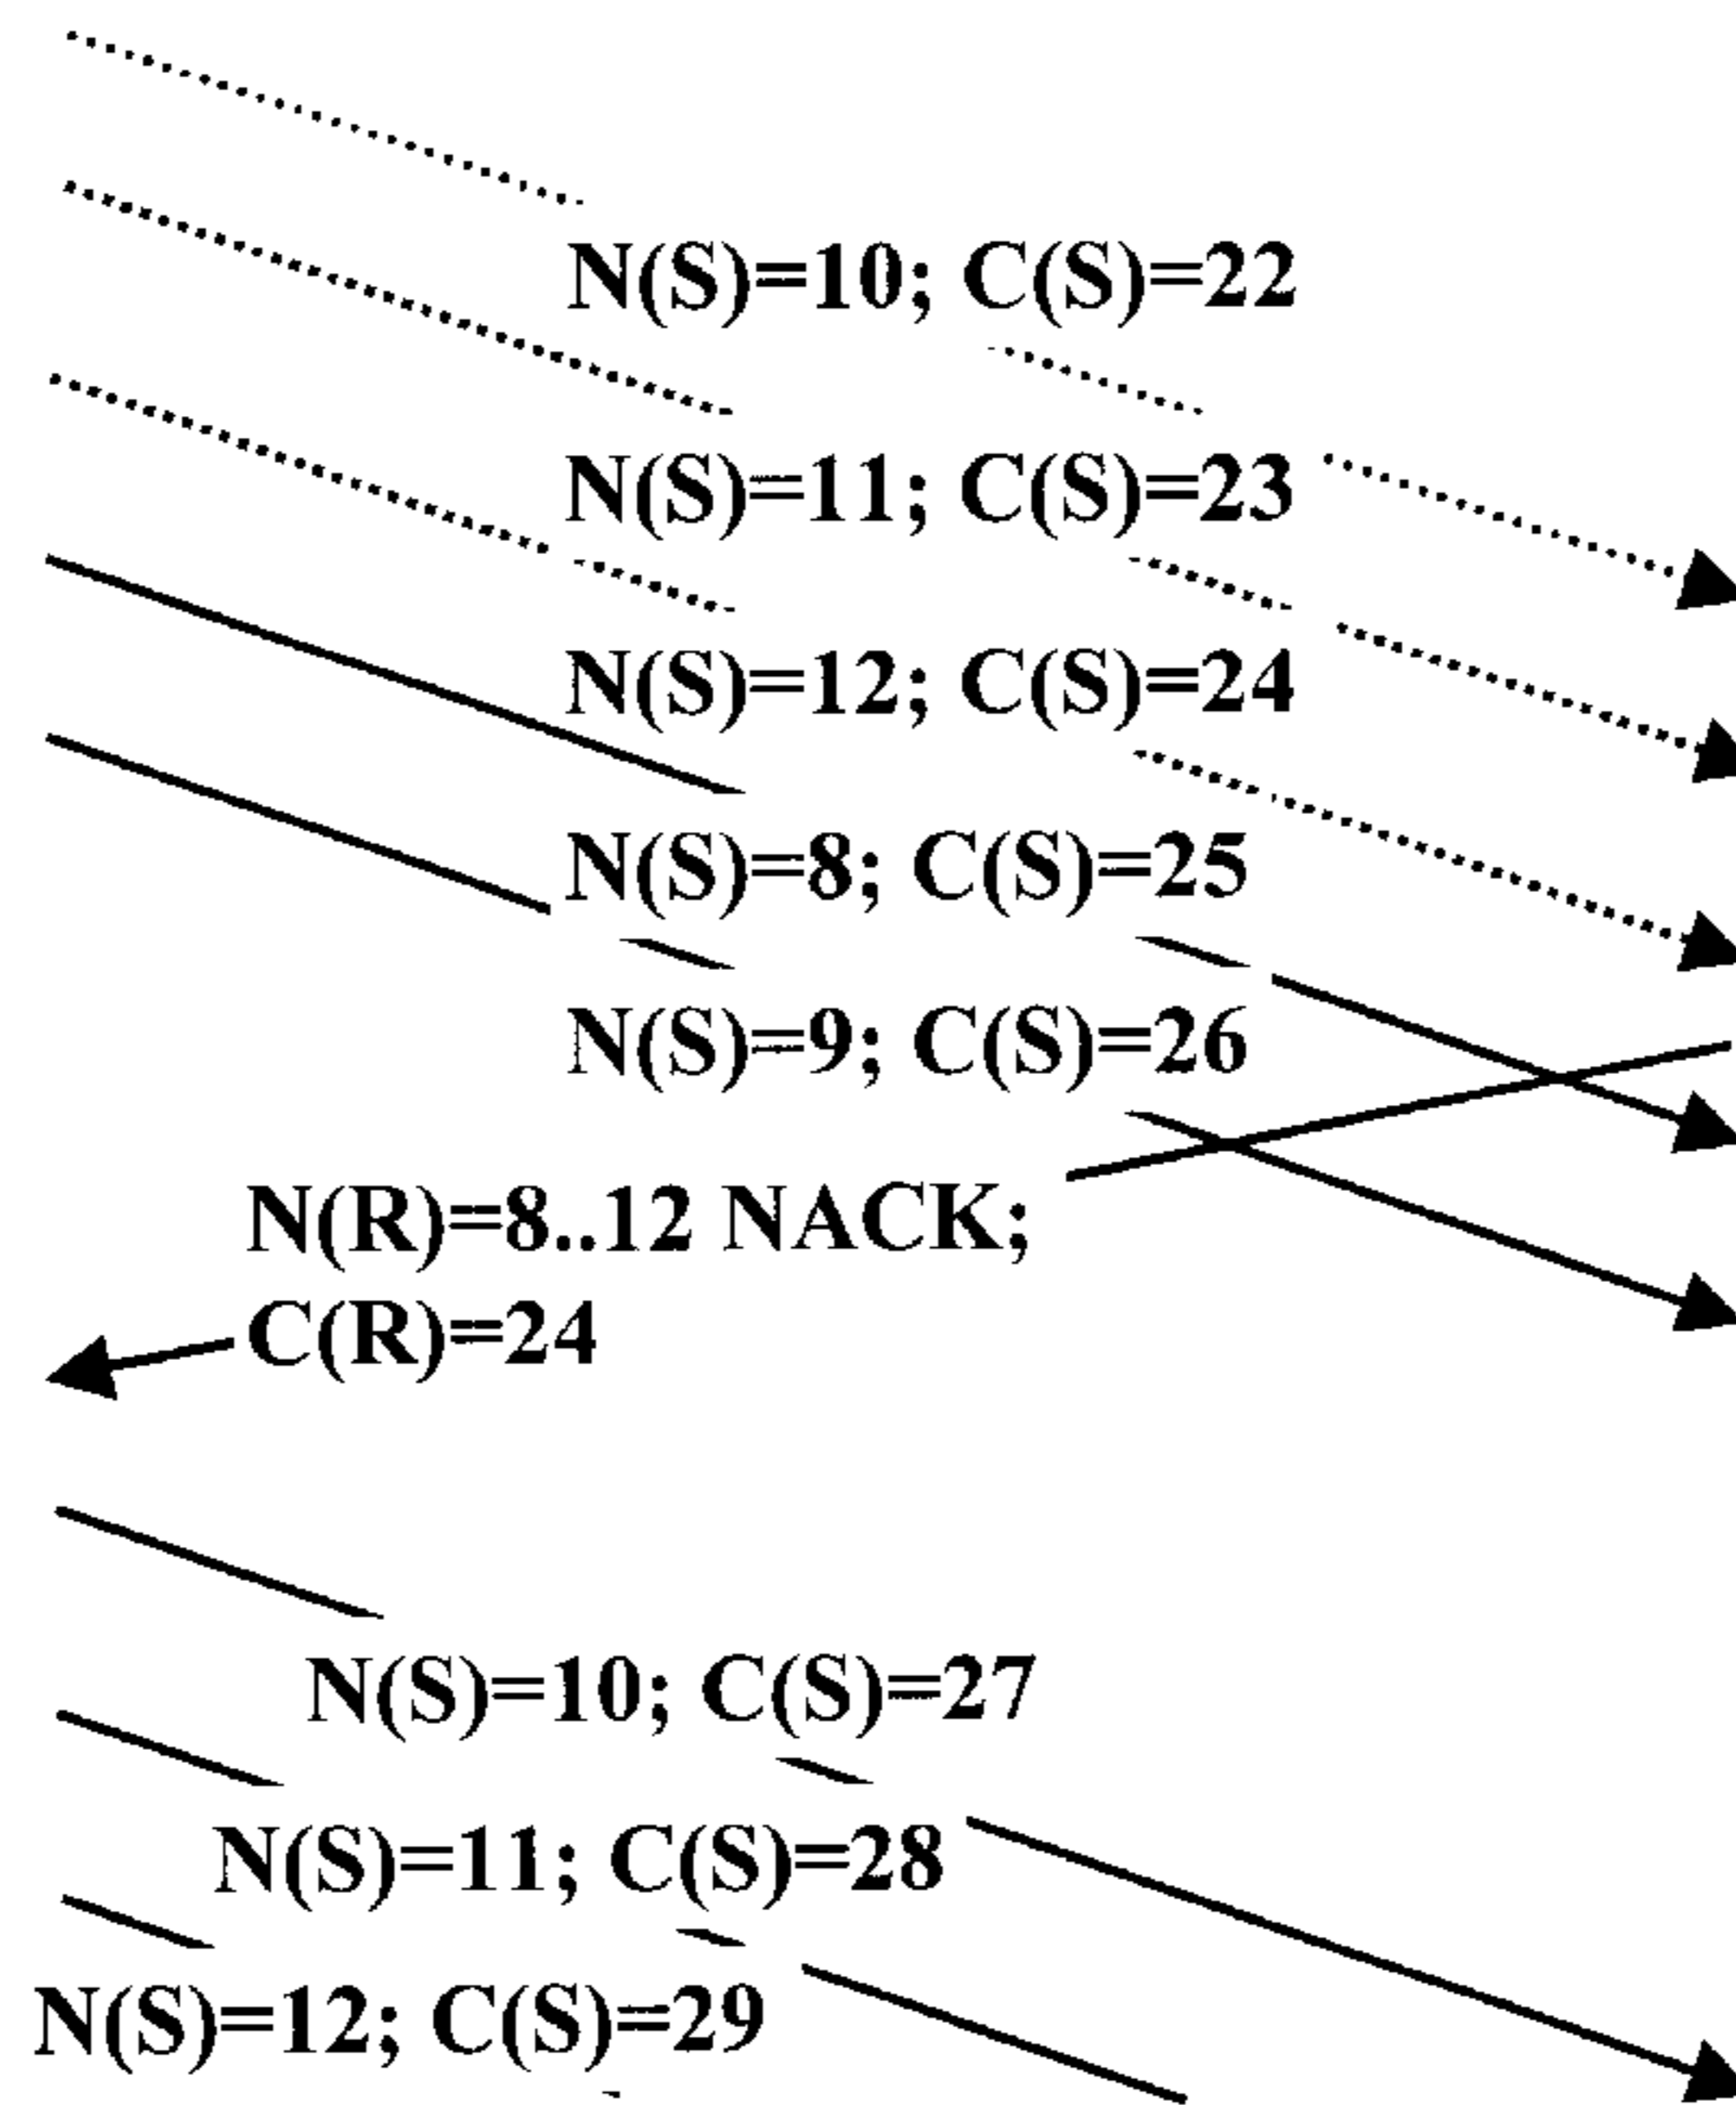 N(S)=10; C(S)=22
N(S)=11; C(S)=23
N(S)=12; C(S)=24
N(S)=8; C(S)=25
N(S)=9; C(S)=26
N(R)=8..12 NACK;
C(R)=24
N(S)=10; C(S)=27
N(S)=11; C(S)=28
N(S)=12; C(S)=29